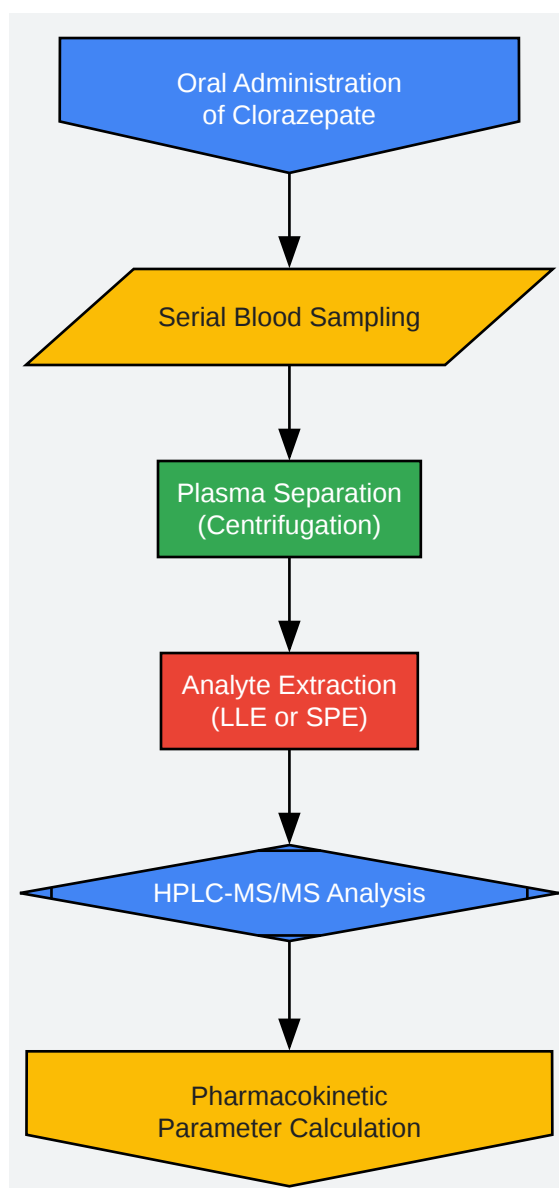 Oral Administration
of Clorazepate
Serial Blood Sampling
Plasma Separation
(Centrifugation)
Analyte Extraction
(LLE or SPE)
HPLC-MS/MS Analysis
Pharmacokinetic
Parameter Calculation